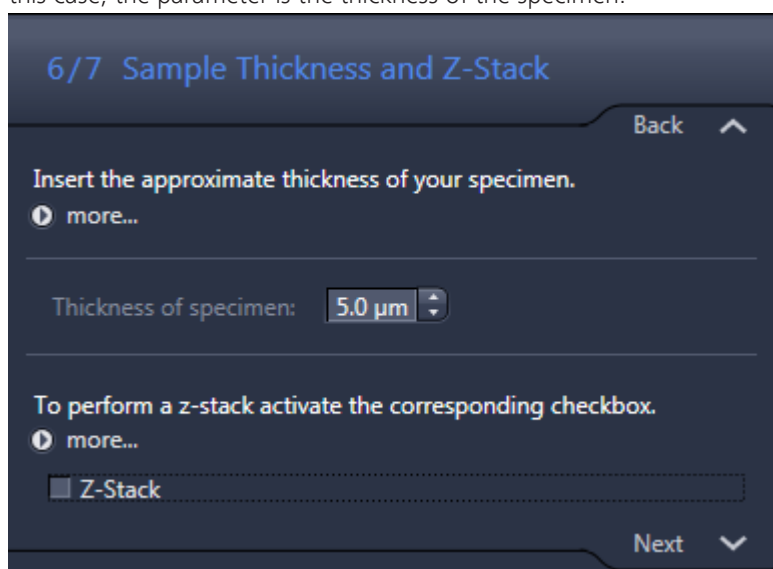 this case, the parameter is the thickness of the specimen.
6/7 Sample Thickness and Z-Stack
Back
Insert the approximate thickness of your specimen.
more...
Thickness of specimen: 5.0 µm
To perform a z-stack activate the corresponding checkbox.
more...
Z-Stack
Next